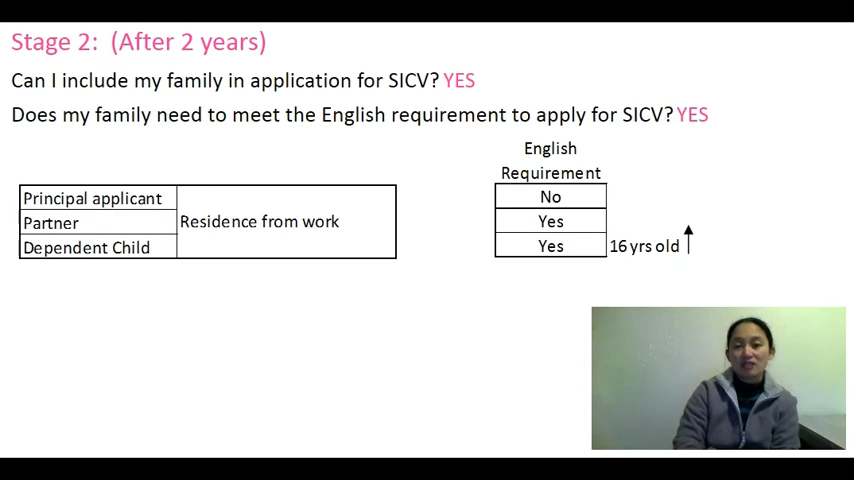 Stage 2: (After 2 years)
Can I include my family in application for SICV? YES
Does my family need to meet the English requirement to apply for SICV? YES
English
Requirement
Principal applicant
Partner
Dependent Child
Residence from work
No
Yes
Yes
16 yrs old